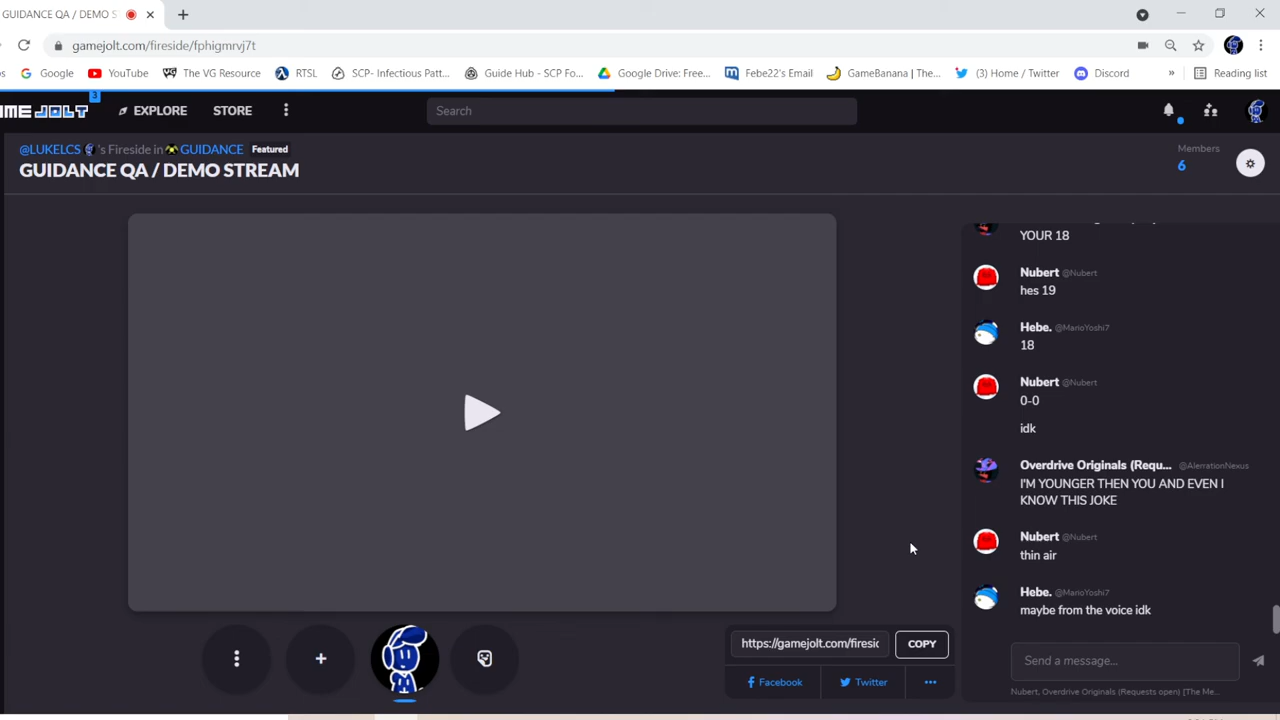 GUIDANCE QA / DEMO S
gamejolt.com/fireside/fphigmrvj7t
Google
YouTube
The VG Resource
RTSL
SCP- Infectious Patt...
Guide Hub - SCP Fo...
Google Drive: Free...
Febe22's Email
GameBanana | The...
(3) Home / Twitter
Discord
»
Reading list
3
ME JOLT
EXPLORE
STORE
Search
@LUKELCS 's Fireside in GUIDANCE Featured
GUIDANCE QA / DEMO STREAM
Members
6
YOUR 18
Nubert @Nubert
hes 19
Hebe. @MarioYoshi7
18
Nubert @Nubert
0-0
idk
Overdrive Originals (Requ... @AlerrationNexus
I'M YOUNGER THEN YOU AND EVEN I
KNOW THIS JOKE
Nubert @Nubert
thin air
Hebe. @MarioYoshi7
maybe from the voice idk
https://gamejolt.com/firesic
COPY
Facebook
Twitter
Send a message...
Nubert, Overdrive Originals (Requests open) [The Me...